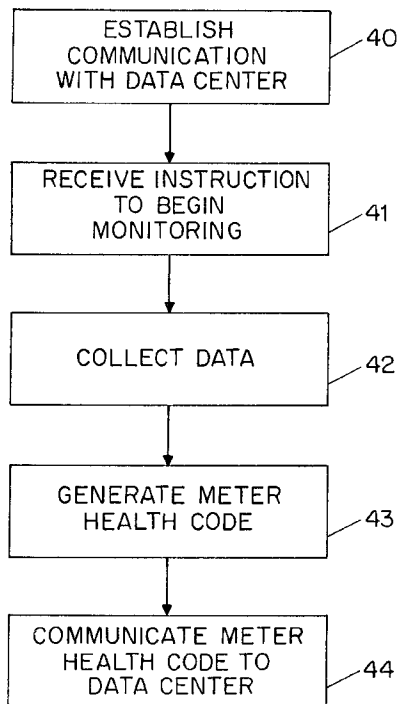 ESTABLISH
COMMUNICATION
WITH DATA CENTER
40
RECEIVE INSTRUCTION
TO BEGIN
MONITORING
41
COLLECT DATA
42
GENERATE METER
HEALTH CODE
43
COMMUNICATE METER
HEALTH CODE TO
DATA CENTER
44